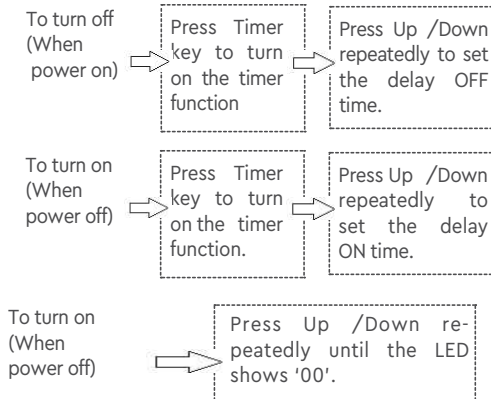 To turn off
(When
power on)
Press Timer
key to turn
on the timer
function
Press Up /Down
repeatedly to set
the delay OFF
time.
To turn on
(When
power off)
Press Timer
key to turn
on the timer
function.
Press Up /Down
repeatedly to
set the delay
ON time.
To turn on
(When
power off)
Press Up /Down re-
peatedly until the LED
shows '00'.